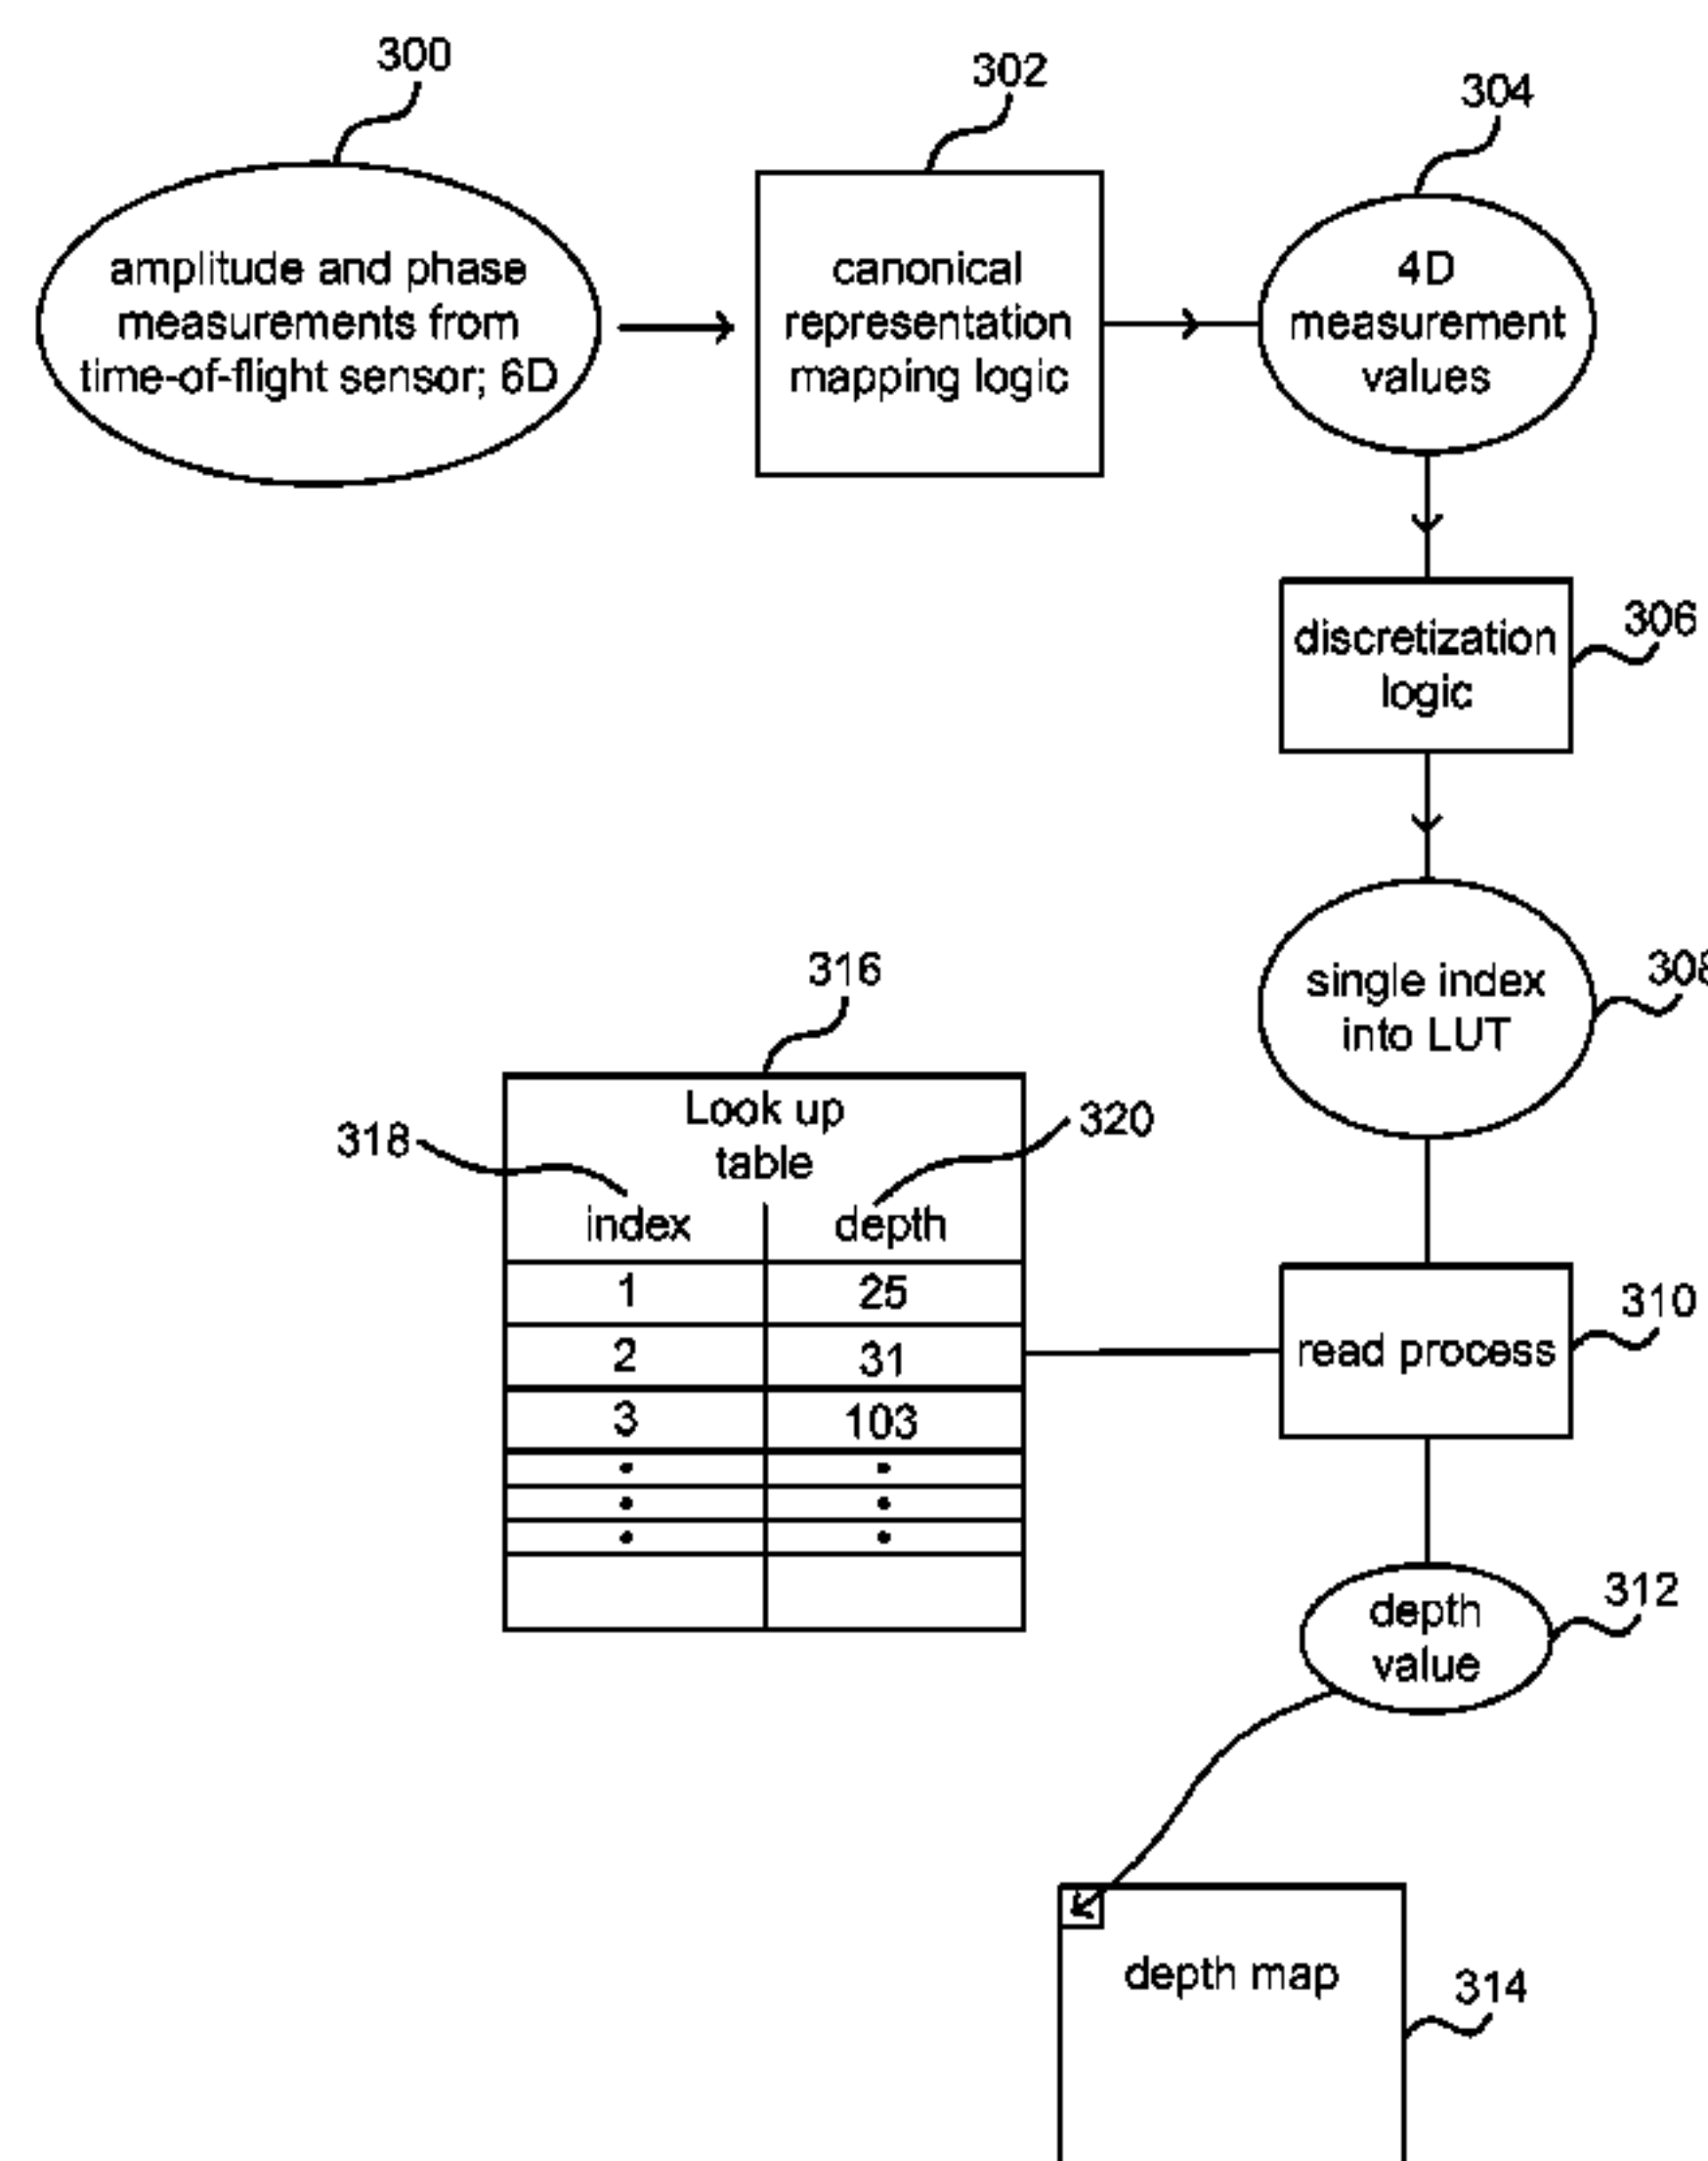 300
302
304
amplitude and phase
measurements from
time-of-flight sensor; 6D
canonical
representation
mapping logic
4D
measurement
values
discretization
logic
306
single index
into LUT
308
316
Look up
table
318
320
index
depth
1
25
2
31
3
103
read process
310
depth
value
312
depth map
314